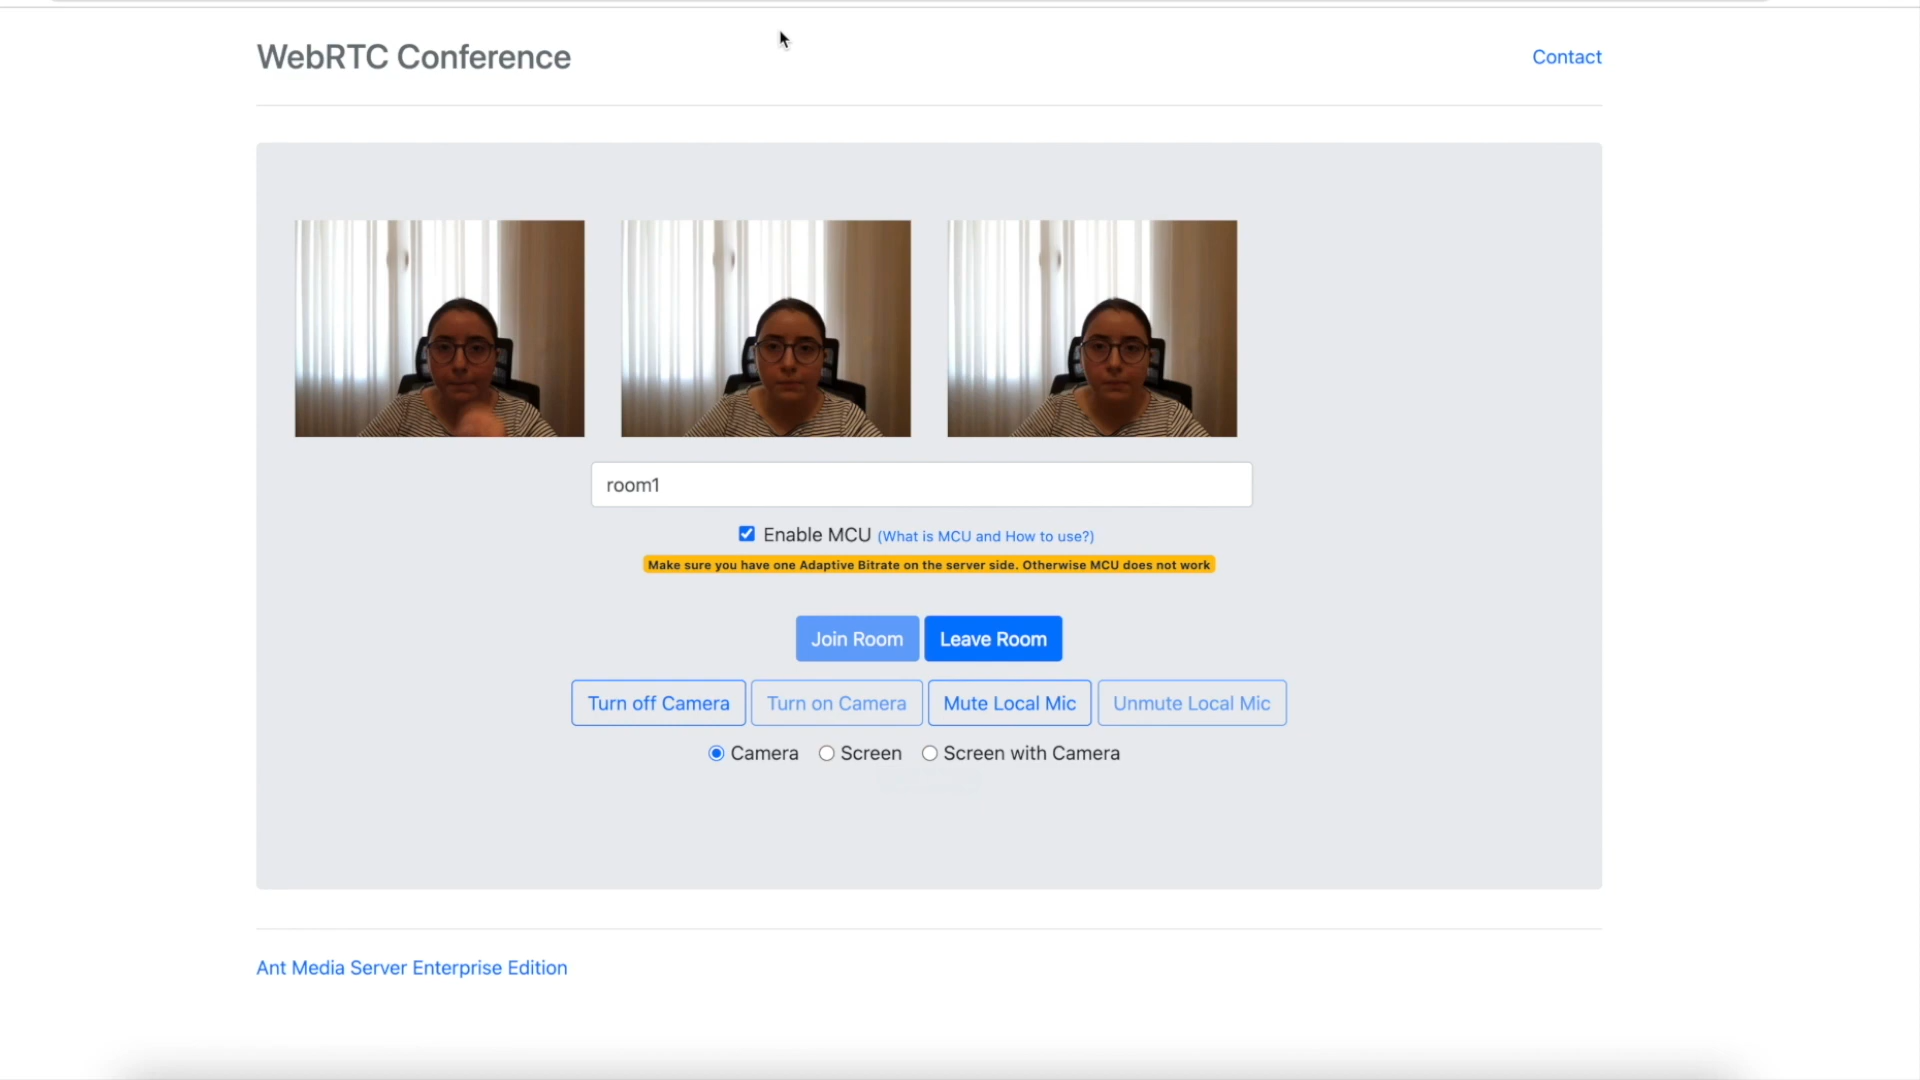 WebRTC Conference
Contact
room1
Enable MCU (What is MCU and How to use?)
Make sure you have one Adaptive Bitrate on the server side. Otherwise MCU does not work
Join Room Leave Room
Turn off Camera Turn on Camera Mute Local Mic Unmute Local Mic
Camera Screen Screen with Camera
Ant Media Server Enterprise Edition